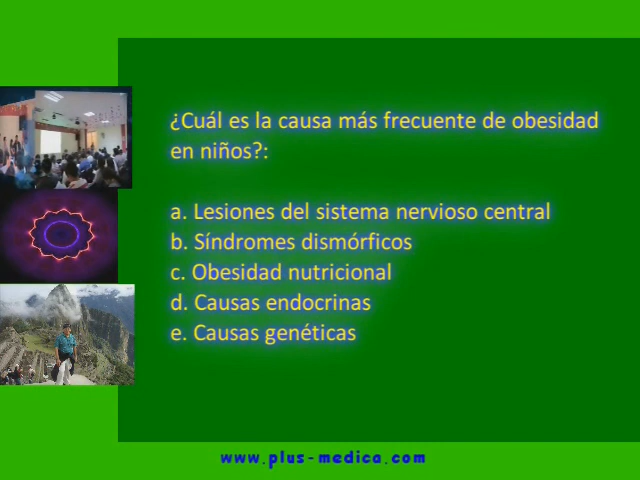 ¿Cuál es la causa más frecuente de obesidad
en niños?:
a. Lesiones del sistema nervioso central
b. Síndromes dismórficos
c. Obesidad nutricional
d. Causas endocrinas
e. Causas genéticas
www.plus-medica.com